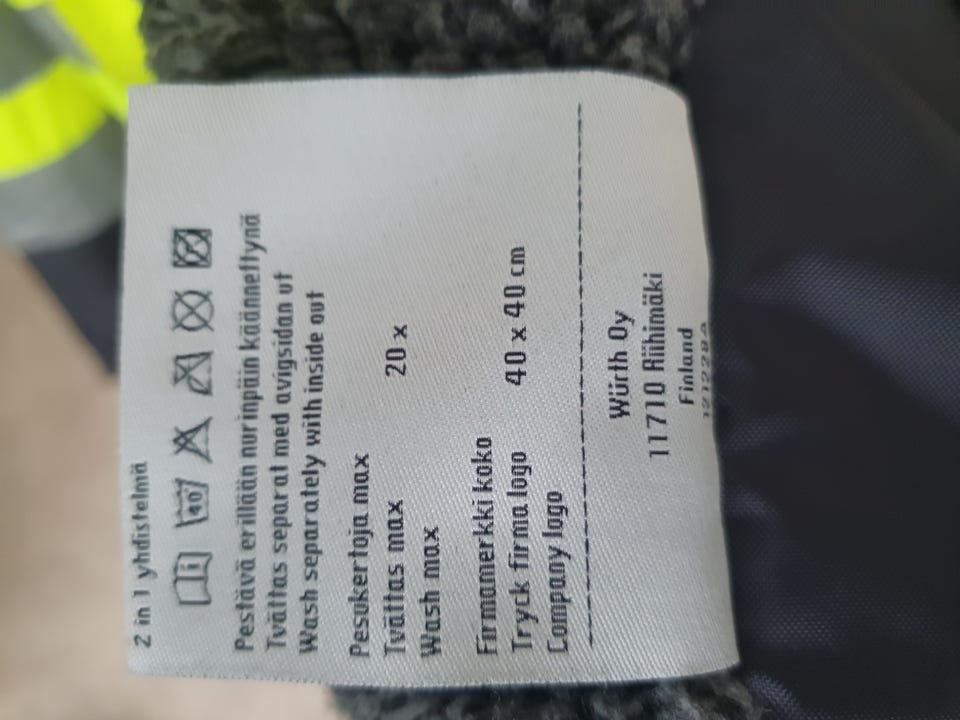 2 in 1 yhdistelmä
40
Pestävä erillään nurinpäin käännettynä
Tvättas separat med avigsidan ut
Wash separately with inside out
Pesukertoja max
Tvättas max 20 x
Wash max
Firmamerkki koko
Tryck firma logo 40 x 40 cm
Company logo
Würth Oy
11710 Riihimäki
Finland